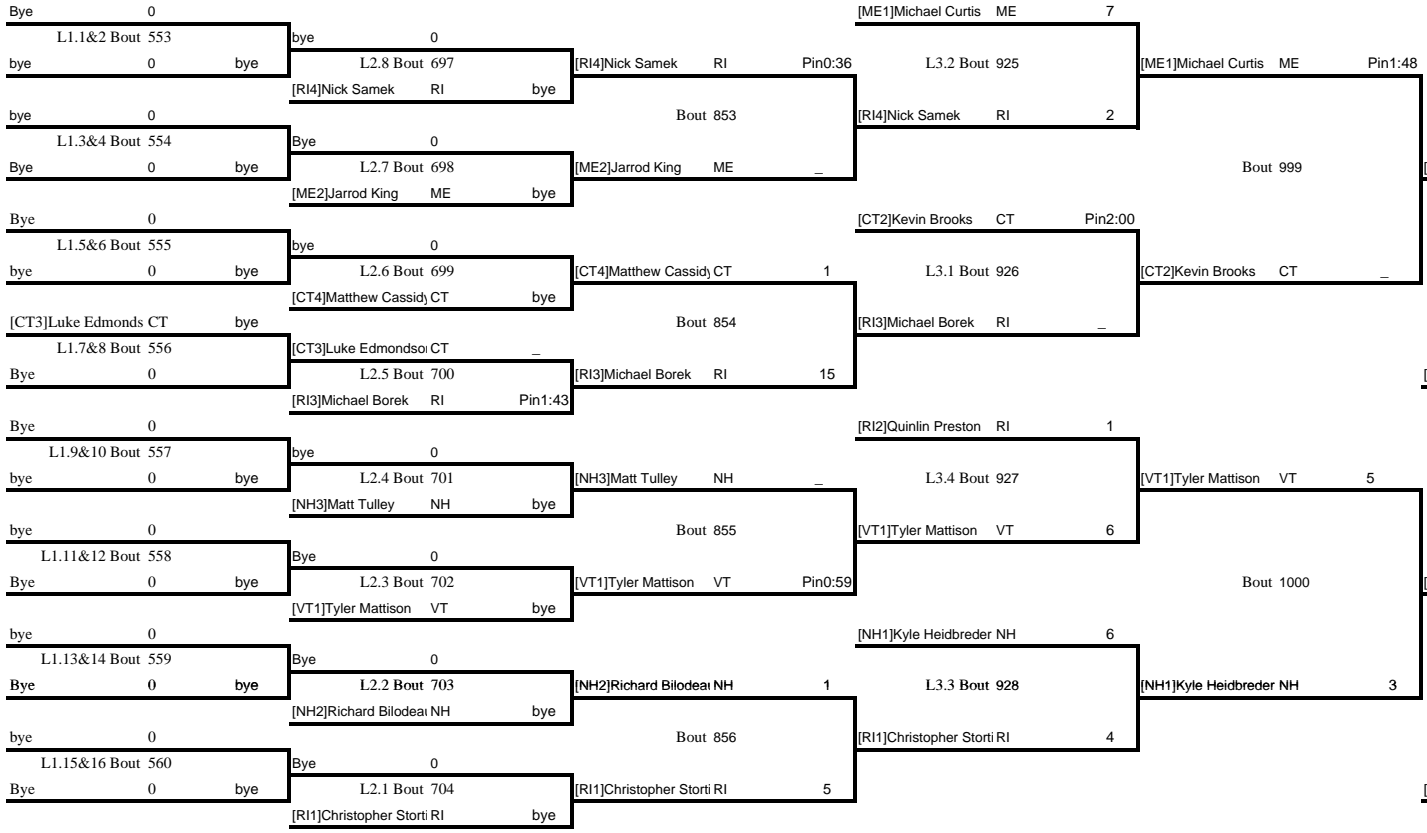 Bye 0 [ME1]Michael Curtis ME 7
L1.1&2 Bout 553 bye 0
bye 0 bye L2.8 Bout 697 [RI4]Nick Samek RI Pin0:36 L3.2 Bout 925 [ME1]Michael Curtis ME Pin1:48
[RI4]Nick Samek RI bye
bye 0 Bout 853 [RI4]Nick Samek RI 2
L1.3&4 Bout 554 Bye 0
Bye 0 bye L2.7 Bout 698 [ME2]Jarrod King ME _ Bout 999 [
[ME2]Jarrod King ME bye
Bye 0 [CT2]Kevin Brooks CT Pin2:00
L1.5&6 Bout 555 bye 0
bye 0 bye L2.6 Bout 699 [CT4]Matthew Cassidy CT 1 L3.1 Bout 926 [CT2]Kevin Brooks CT _
[CT4]Matthew Cassidy CT bye
[CT3]Luke Edmonds CT bye Bout 854 [RI3]Michael Borek RI _
L1.7&8 Bout 556 [CT3]Luke Edmondso CT _
Bye 0 L2.5 Bout 700 [RI3]Michael Borek RI 15 [
[RI3]Michael Borek RI Pin1:43
Bye 0 [RI2]Quinlin Preston RI 1
L1.9&10 Bout 557 bye 0
bye 0 bye L2.4 Bout 701 [NH3]Matt Tulley NH _ L3.4 Bout 927 [VT1]Tyler Mattison VT 5
[NH3]Matt Tulley NH bye
bye 0 Bout 855 [VT1]Tyler Mattison VT 6
L1.11&12 Bout 558 Bye 0
Bye 0 bye L2.3 Bout 702 [VT1]Tyler Mattison VT Pin0:59 Bout 1000 [
[VT1]Tyler Mattison VT bye
bye 0 [NH1]Kyle Heidbreder NH 6
L1.13&14 Bout 559 Bye 0
Bye 0 bye L2.2 Bout 703 [NH2]Richard Bilodeau NH 1 L3.3 Bout 928 [NH1]Kyle Heidbreder NH 3
[NH2]Richard Bilodeau NH bye
bye 0 Bout 856 [RI1]Christopher Storti RI 4
L1.15&16 Bout 560 Bye 0
Bye 0 bye L2.1 Bout 704 [RI1]Christopher Storti RI 5 [
[RI1]Christopher Storti RI bye